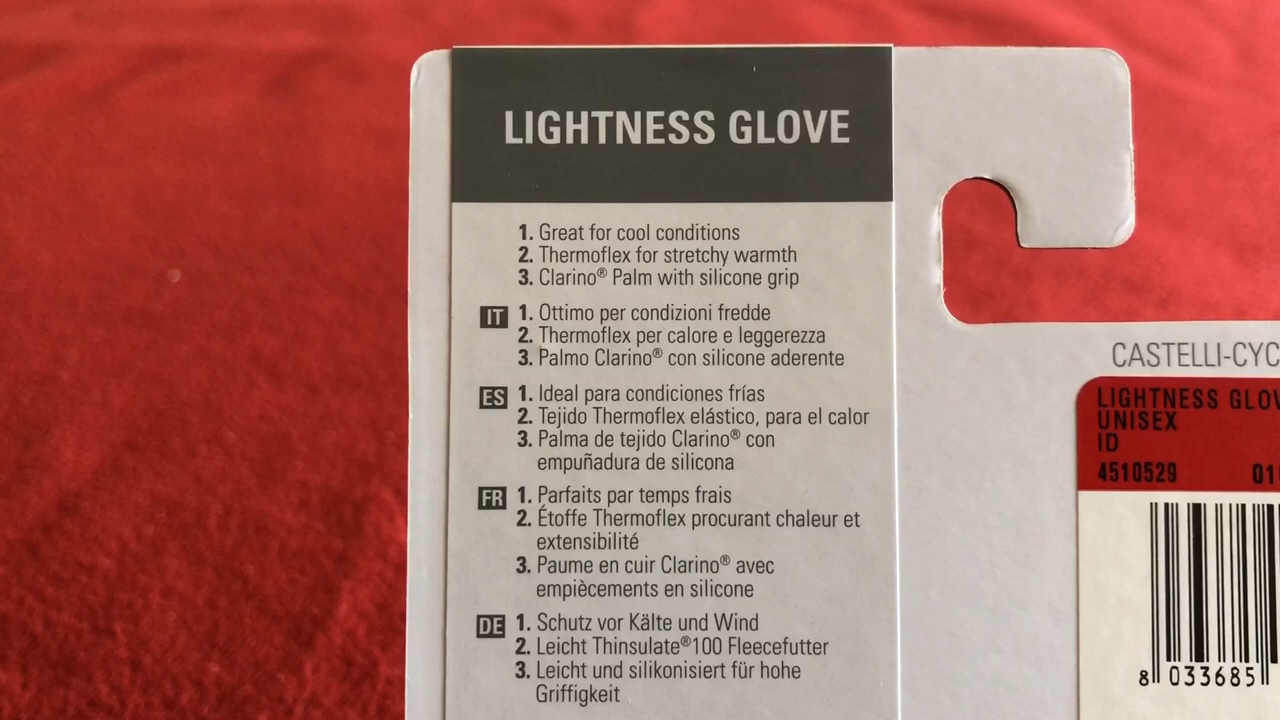 LIGHTNESS GLOVE
1. Great for cool conditions
2. Thermoflex for stretchy warmth
3. Clarino® Palm with silicone grip
IT 1. Ottimo per condizioni fredde
2. Thermoflex per calore e leggerezza
3. Palmo Clarino® con silicone aderente
ES 1. Ideal para condiciones frías
2. Tejido Thermoflex elástico, para el calor
3. Palma de tejido Clarino® con
empuñadura de silicona
FR 1. Parfaits par temps frais
2. Étoffe Thermoflex procurant chaleur et
extensibilité
3. Paume en cuir Clarino® avec
empiècements en silicone
DE 1. Schutz vor Kälte und Wind
2. Leicht Thinsulate®100 Fleecefutter
3. Leicht und silikonisiert für hohe
Griffigkeit
CASTELLI-CYC
LIGHTNESS GLOV
UNISEX
ID
4510529 01
8 033685